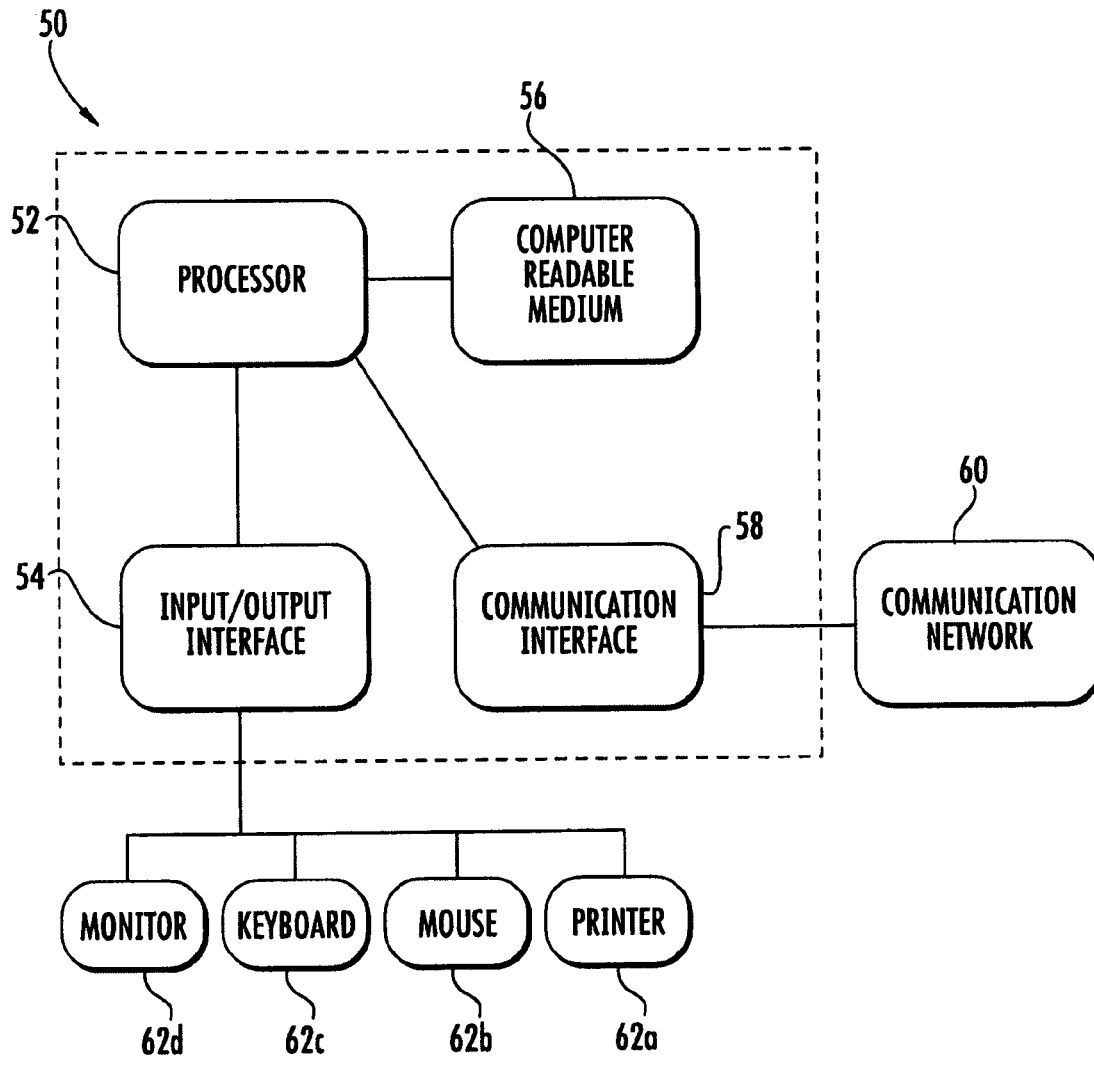 50
56
52
PROCESSOR
COMPUTER
READABLE
MEDIUM
60
58
54
INPUT/OUTPUT
INTERFACE
COMMUNICATION
INTERFACE
COMMUNICATION
NETWORK
MONITOR
KEYBOARD
MOUSE
PRINTER
62d
62c
62b
62a